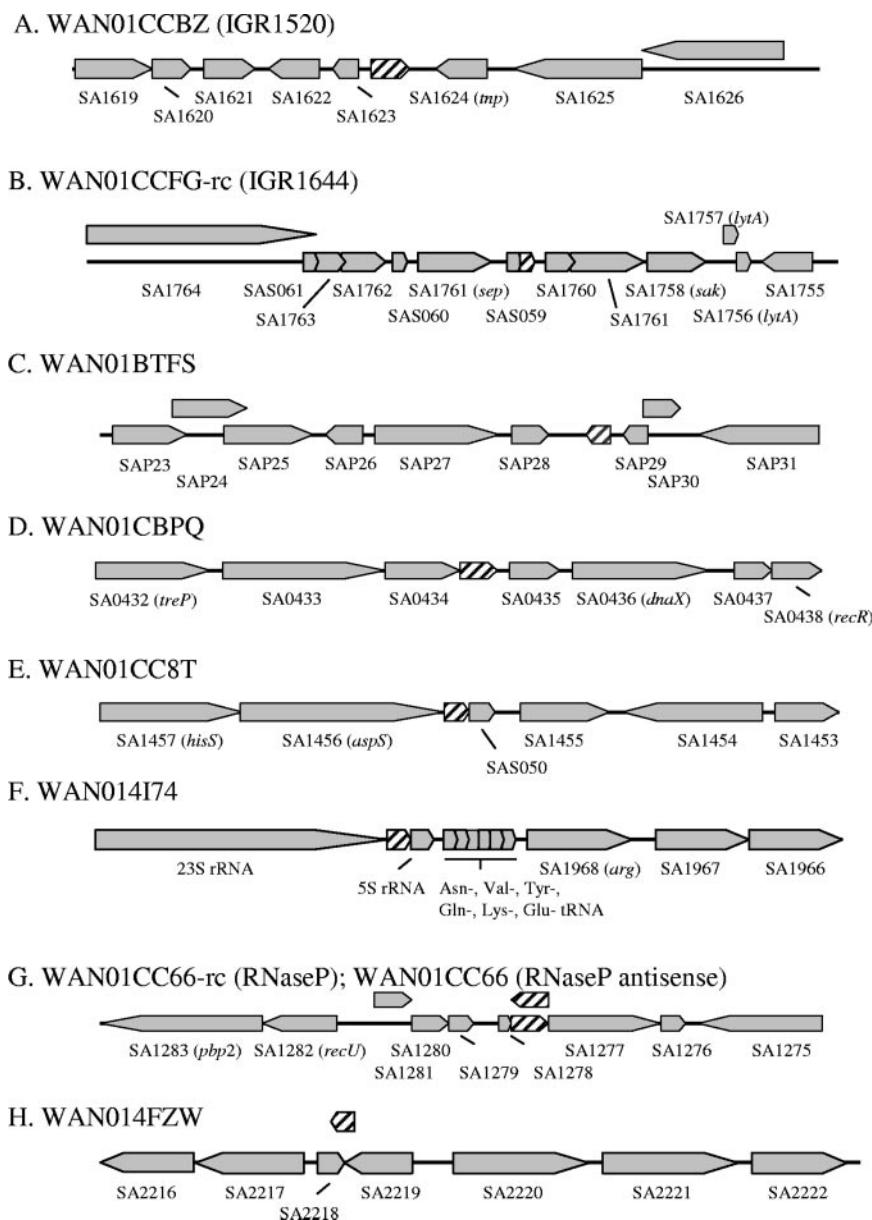 A. WAN01CCBZ (IGR1520)
SA1619 SA1621 SA1622 SA1624 (tnp) SA1625 SA1626
SA1620 SA1623
B. WAN01CCFG-rc (IGR1644)
SA1757 (lytA)
SA1764 SAS061 SA1762 SA1761 (sep) SA1760 SA1758 (sak) SA1755
SA1763 SAS060 SAS059 SA1761 SA1756 (lytA)
C. WAN01BTFS
SAP23 SAP25 SAP26 SAP27 SAP28 SAP29 SAP31
SAP24 SAP30
D. WAN01CBPQ
SA0432 (treP) SA0433 SA0434 SA0435 SA0436 (dnaX) SA0437
SA0438 (recR)
E. WAN01CC8T
SA1457 (hisS) SA1456 (aspS) SA1455 SA1454 SA1453
SAS050
F. WAN014I74
23S rRNA SA1968 (arg) SA1967 SA1966
5S rRNA Asn-, Val-, Tyr-,
Gln-, Lys-, Glu- tRNA
G. WAN01CC66-rc (RNaseP); WAN01CC66 (RNaseP antisense)
SA1283 (pbp2) SA1282 (recU) SA1280 SA1279 SA1277 SA1276 SA1275
SA1281 SA1278
H. WAN014FZW
SA2216 SA2217 SA2219 SA2220 SA2221 SA2222
SA2218